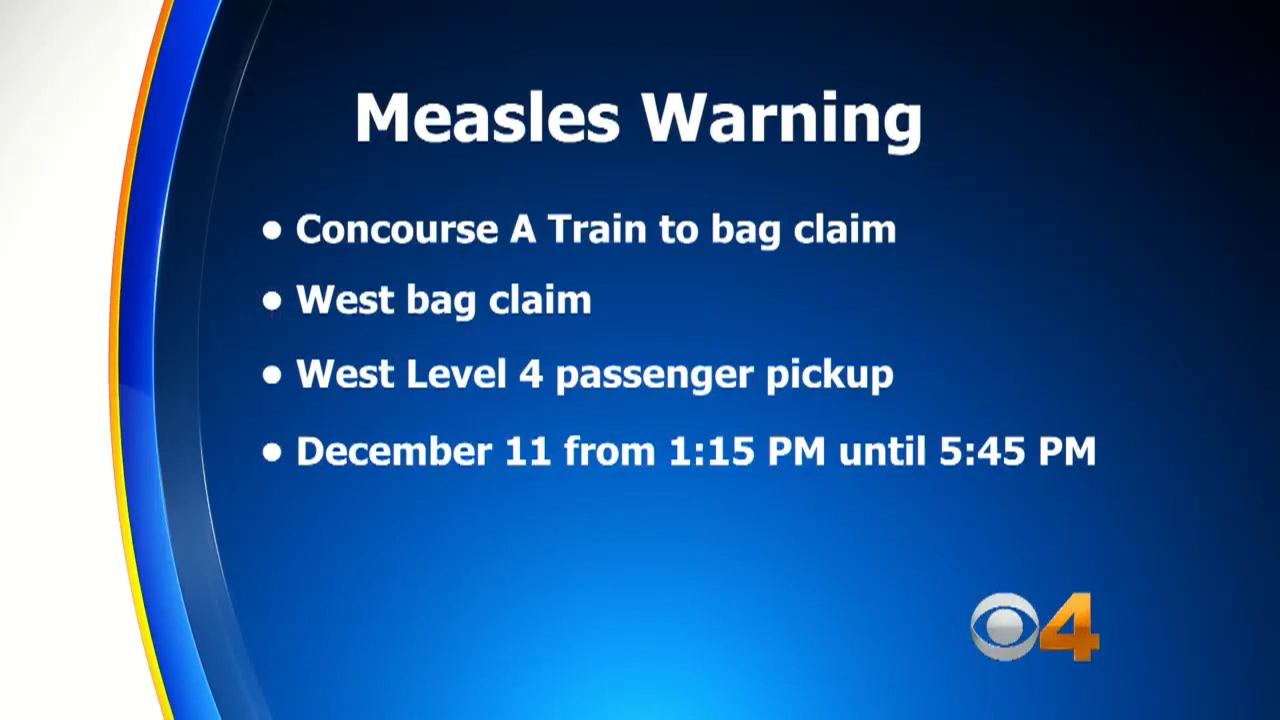 Measles Warning
• Concourse A Train to bag claim
• West bag claim
• West Level 4 passenger pickup
• December 11 from 1:15 PM until 5:45 PM
4